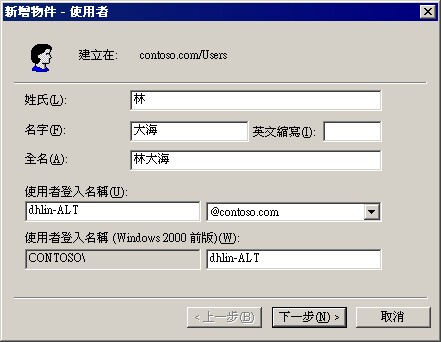 新增物件 - 使用者
建立在: contoso.com/Users
姓氏(L): 林
名字(F): 大海 英文縮寫(I):
全名(A): 林大海
使用者登入名稱(U):
dhlin-ALT @contoso.com
使用者登入名稱 (Windows 2000 前版)(W):
CONTOSO\ dhlin-ALT
< 上一步(B) 下一步(N) > 取消